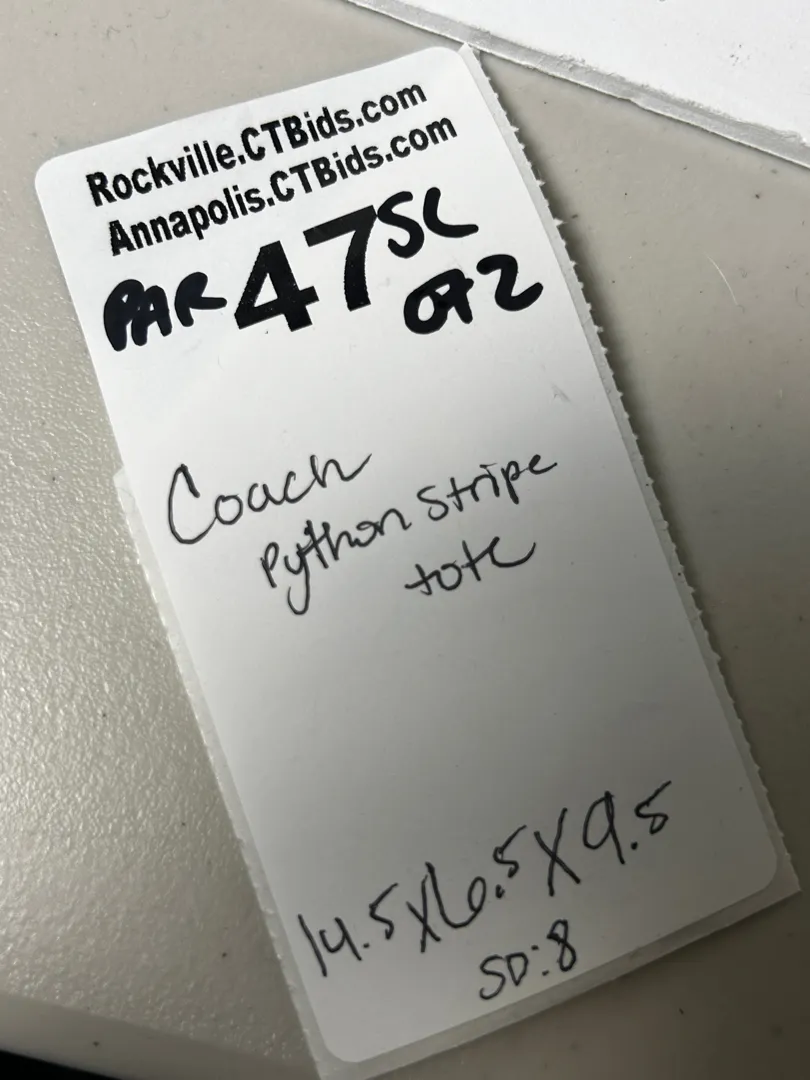 Rockville.CTBids.com
Annapolis.CTBids.com
PAR 47 SC
072
Coach
Python Stripe
tote
14.5x6.5x9.5
SD:8